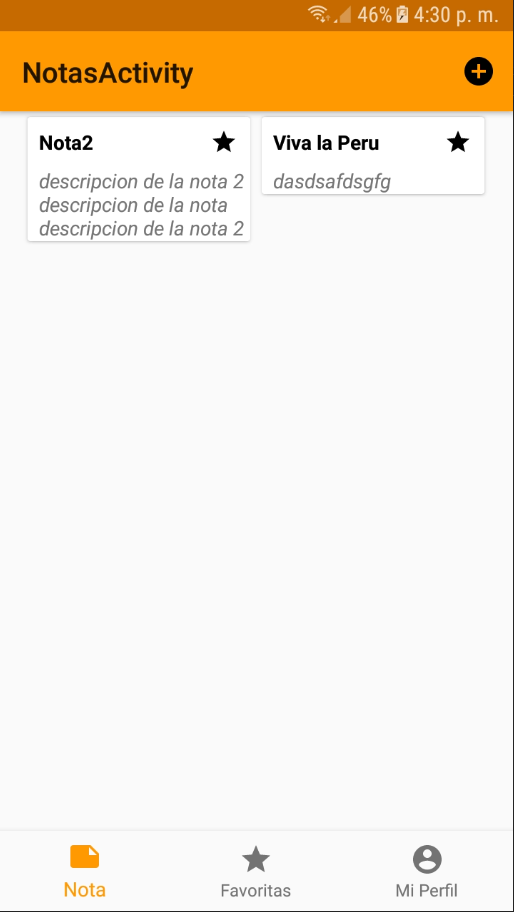 46% 4:30 p. m.
NotasActivity
Nota2
descripcion de la nota 2
descripcion de la nota
descripcion de la nota 2
Viva la Peru
dasdsafdsgfg
Nota
Favoritas
Mi Perfil